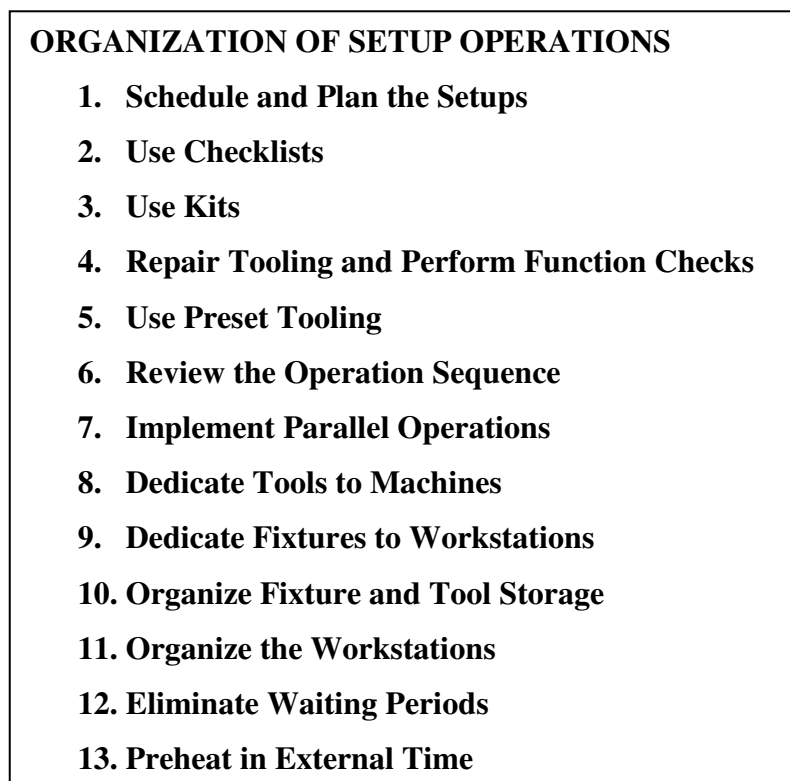 ORGANIZATION OF SETUP OPERATIONS
1. Schedule and Plan the Setups
2. Use Checklists
3. Use Kits
4. Repair Tooling and Perform Function Checks
5. Use Preset Tooling
6. Review the Operation Sequence
7. Implement Parallel Operations
8. Dedicate Tools to Machines
9. Dedicate Fixtures to Workstations
10. Organize Fixture and Tool Storage
11. Organize the Workstations
12. Eliminate Waiting Periods
13. Preheat in External Time